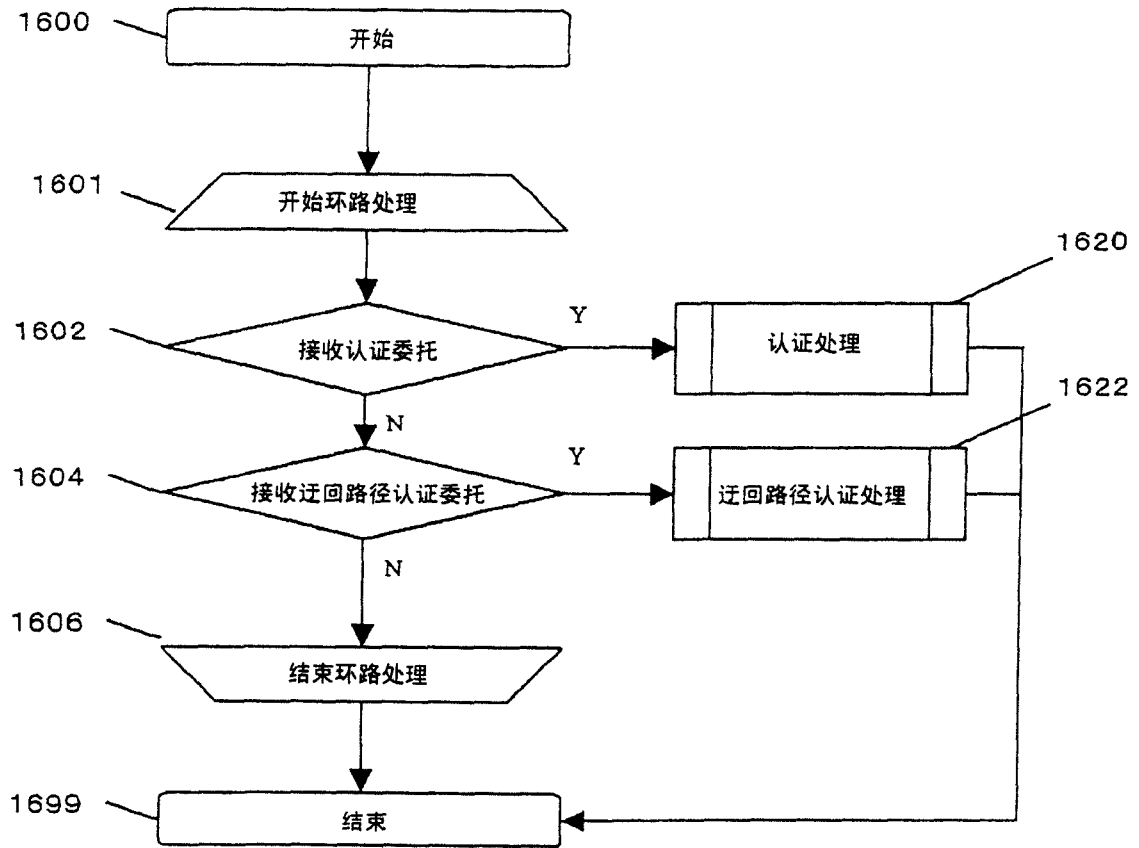 1600
开始
1601
开始环路处理
1602
接收认证委托
Y
1620
认证处理
N
1604
接收迂回路径认证委托
Y
1622
迂回路径认证处理
N
1606
结束环路处理
1699
结束